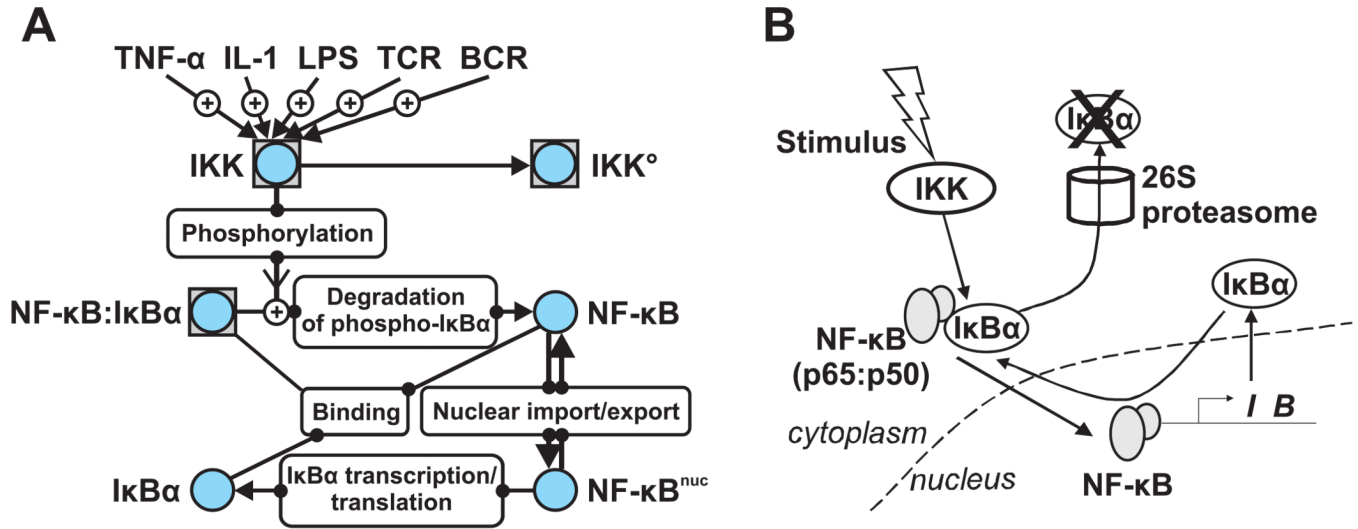 A
TNF-α IL-1 LPS TCR BCR
+ + + + +
IKK
IKK°
Phosphorylation
NF-κB:IκBα
+
Degradation
of phospho-IκBα
NF-κB
Binding
Nuclear import/export
IκBα
IκBα transcription/
translation
NF-κBⁿᵘᶜ
B
Stimulus
IKK
IκBα
26S
proteasome
IκBα
IκBα
NF-κB
(p65:p50)
I B
cytoplasm
nucleus
NF-κB